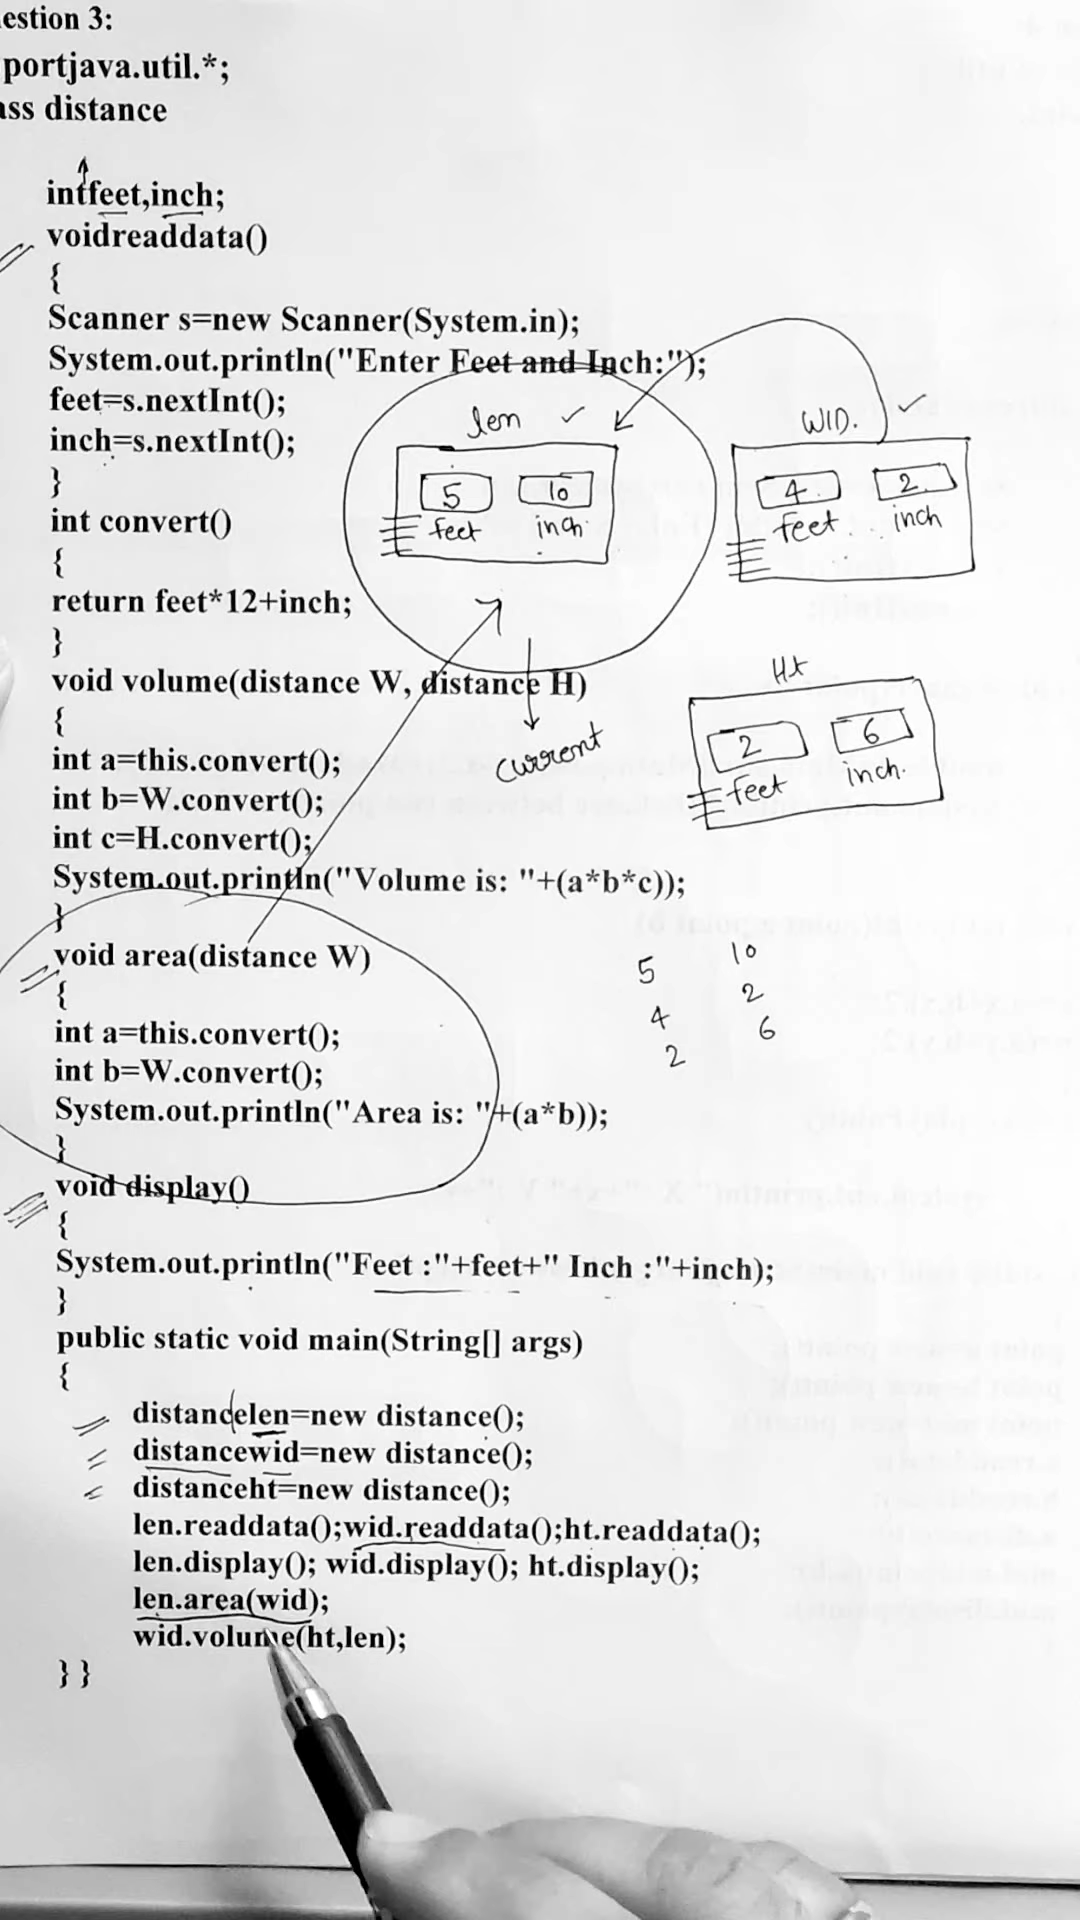 estion 3:
portjava.util.*;
ass distance
intfeet,inch;
voidreaddata()
{
Scanner s=new Scanner(System.in);
System.out.println("Enter Feet and Inch:");
feet=s.nextInt();
inch=s.nextInt();
}
len
5 10
feet inch
WID.
4 2
feet inch
int convert()
{
return feet*12+inch;
}
void volume(distance W, distance H)
{
int a=this.convert();
int b=W.convert();
int c=H.convert();
System.out.println("Volume is: "+(a*b*c));
}
current
Ht
2 6
feet inch.
void area(distance W)
{
int a=this.convert();
int b=W.convert();
System.out.println("Area is: "+(a*b));
}
5 10
4 2
2 6
void display()
{
System.out.println("Feet :"+feet+" Inch :"+inch);
}
public static void main(String[] args)
{
distancelen=new distance();
distancewid=new distance();
distanceht=new distance();
len.readdata();wid.readdata();ht.readdata();
len.display(); wid.display(); ht.display();
len.area(wid);
wid.volume(ht,len);
} }